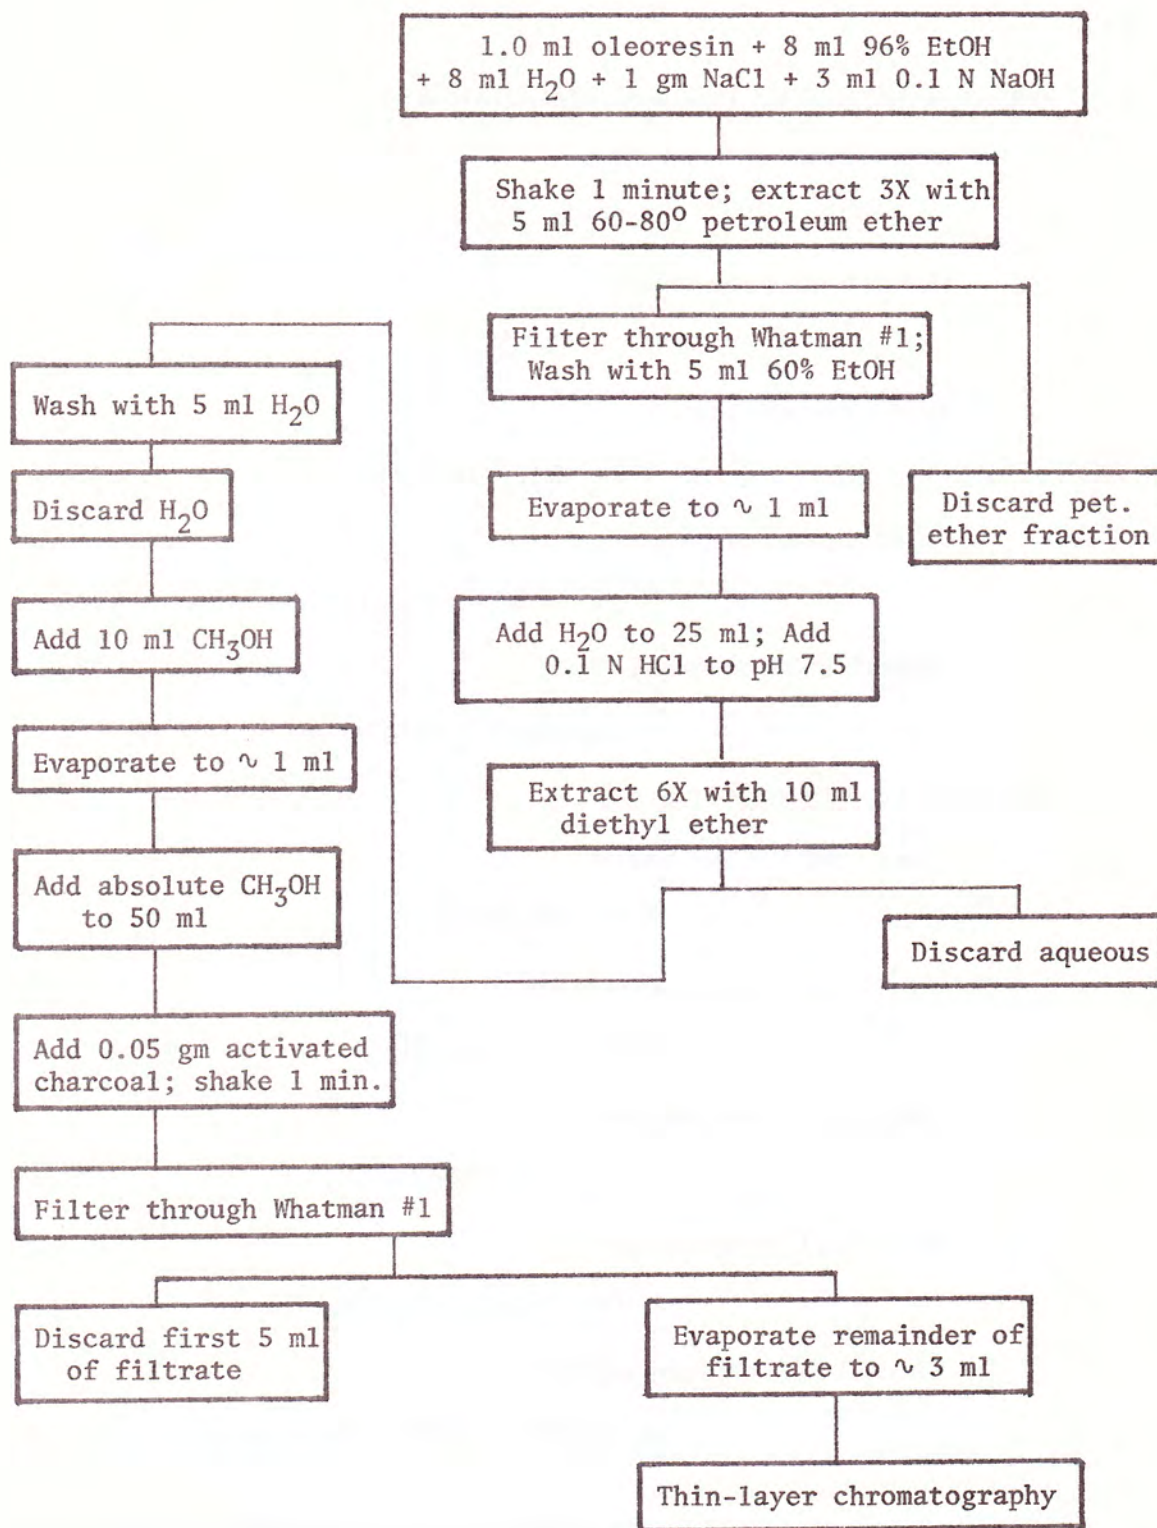 1.0 ml oleoresin + 8 ml 96% EtOH
+ 8 ml H₂O + 1 gm NaCl + 3 ml 0.1 N NaOH
Shake 1 minute; extract 3X with
5 ml 60-80° petroleum ether
Filter through Whatman #1;
Wash with 5 ml 60% EtOH
Discard pet.
ether fraction
Evaporate to ∿ 1 ml
Add H₂O to 25 ml; Add
0.1 N HCl to pH 7.5
Extract 6X with 10 ml
diethyl ether
Discard aqueous
Wash with 5 ml H₂O
Discard H₂O
Add 10 ml CH₃OH
Evaporate to ∿ 1 ml
Add absolute CH₃OH
to 50 ml
Add 0.05 gm activated
charcoal; shake 1 min.
Filter through Whatman #1
Discard first 5 ml
of filtrate
Evaporate remainder of
filtrate to ∿ 3 ml
Thin-layer chromatography